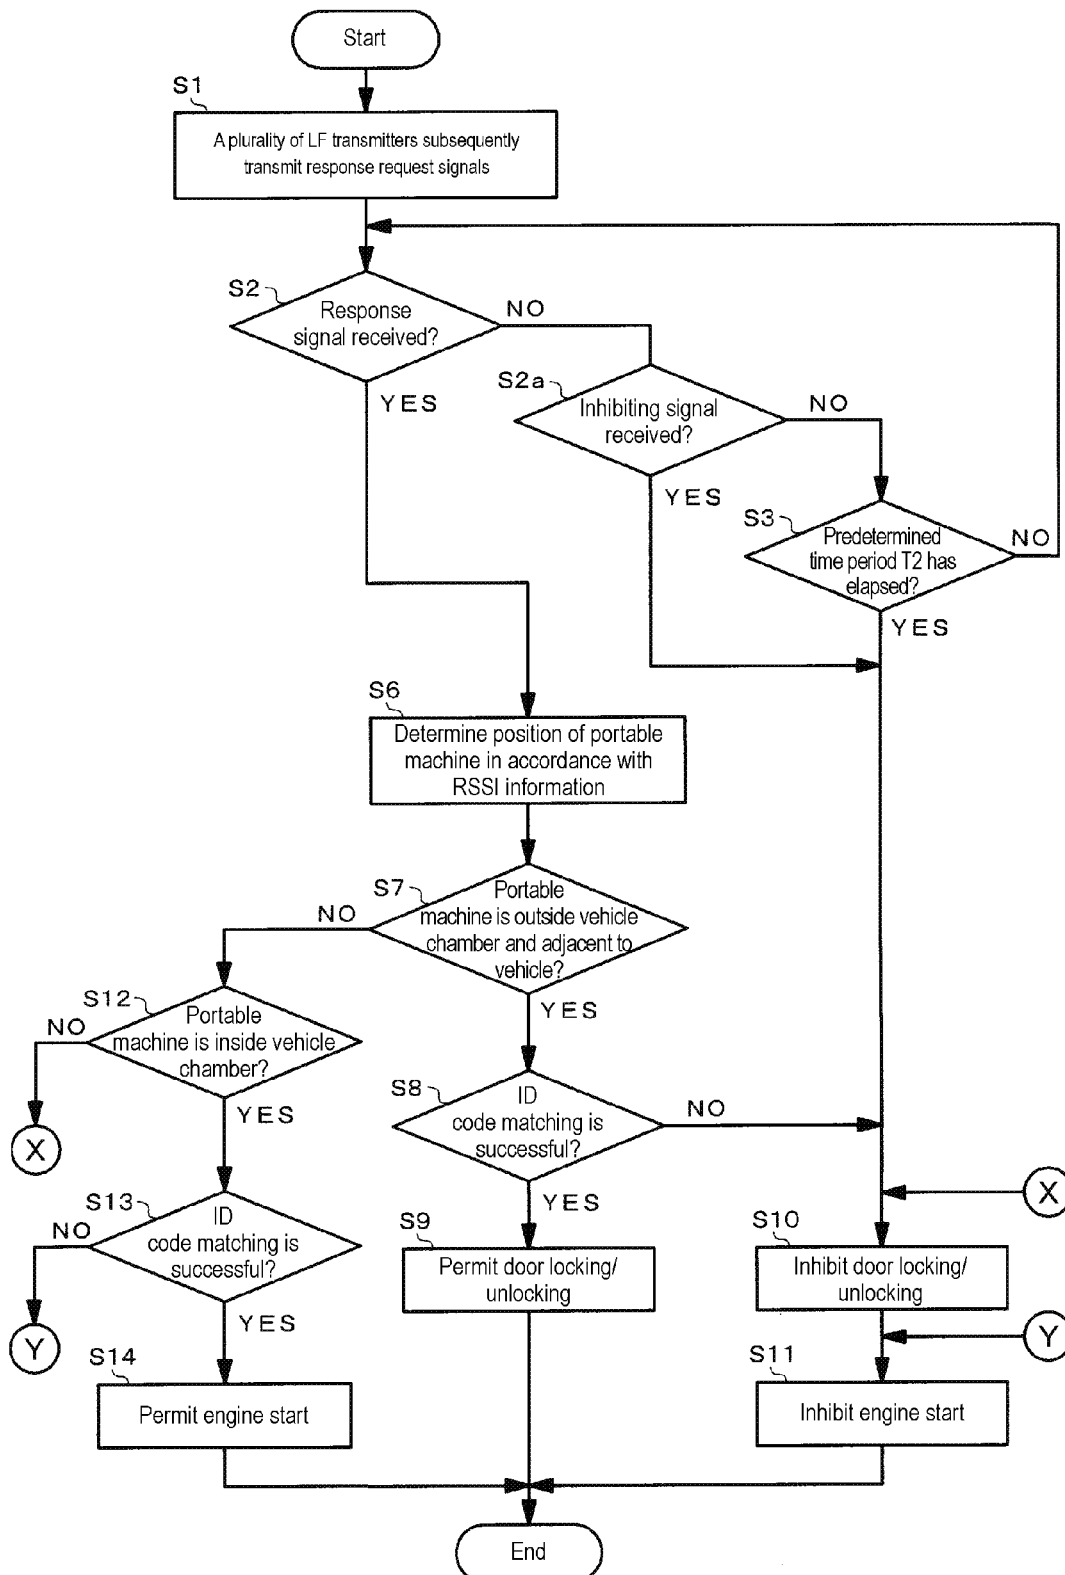 Start
S1
A plurality of LF transmitters subsequently
transmit response request signals
S2
Response
signal received?
NO
YES
S2a
Inhibiting signal
received?
NO
YES
S3
Predetermined
time period T2 has
elapsed?
NO
YES
S6
Determine position of portable
machine in accordance with
RSSI information
S7
Portable
machine is outside vehicle
chamber and adjacent to
vehicle?
NO
YES
S12
Portable
machine is inside vehicle
chamber?
NO
YES
X
S8
ID
code matching is
successful?
NO
YES
X
S13
ID
code matching is
successful?
NO
YES
Y
S9
Permit door locking/
unlocking
S10
Inhibit door locking/
unlocking
Y
S14
Permit engine start
S11
Inhibit engine start
End